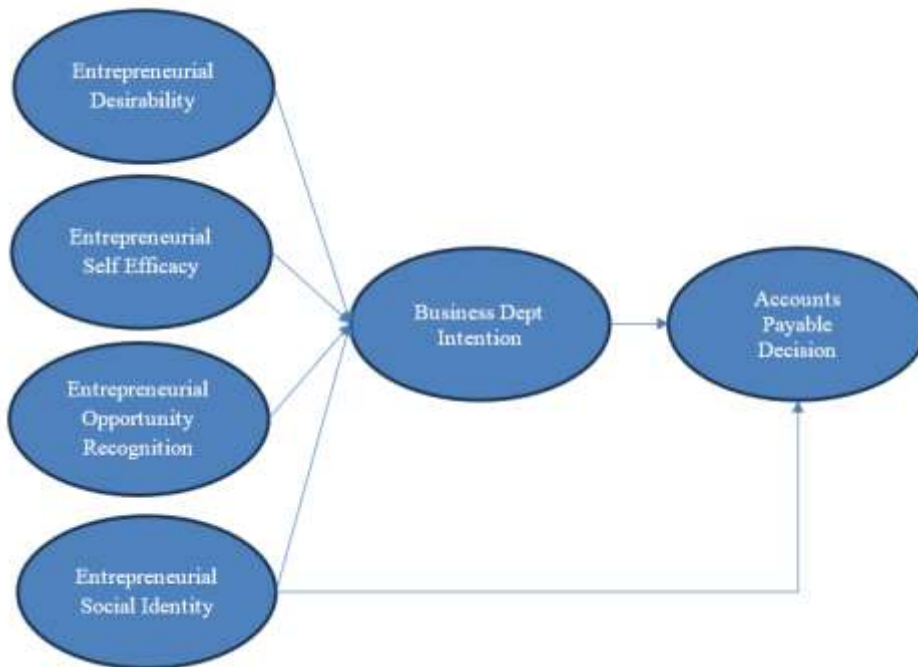 Entrepreneurial
Desirability
Entrepreneurial
Self Efficacy
Entrepreneurial
Opportunity
Recognition
Entrepreneurial
Social Identity
Business Dept
Intention
Accounts
Payable
Decision